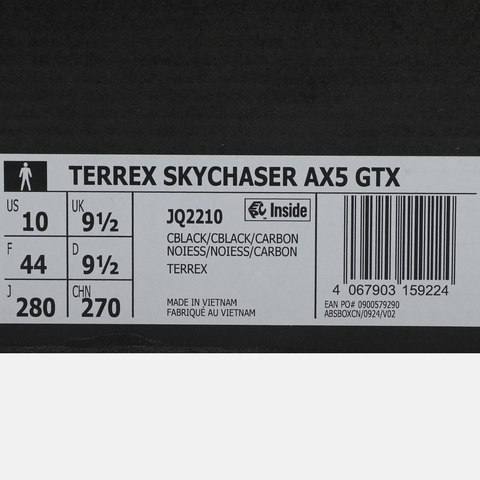 TERREX SKYCHASER AX5 GTX
US
10
UK
9½
F
44
D
9½
J
280
CHN
270
JQ2210
Inside
CBLACK/CBLACK/CARBON
NOIESS/NOIESS/CARBON
TERREX
MADE IN VIETNAM
FABRIQUÉ AU VIETNAM
4 067903 159224
EAN PO# 0900579290
ABSBOXCN/0924/V02